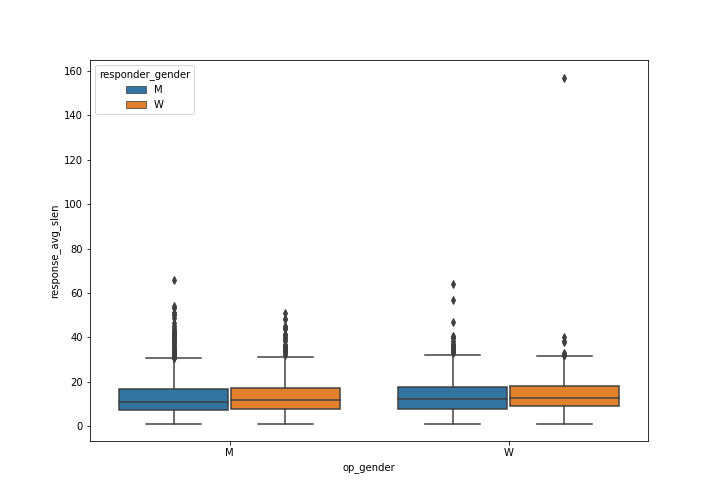 responder_gender
M
W
160
140
120
100
80
60
40
20
0
response_avg_slen
M
W
op_gender